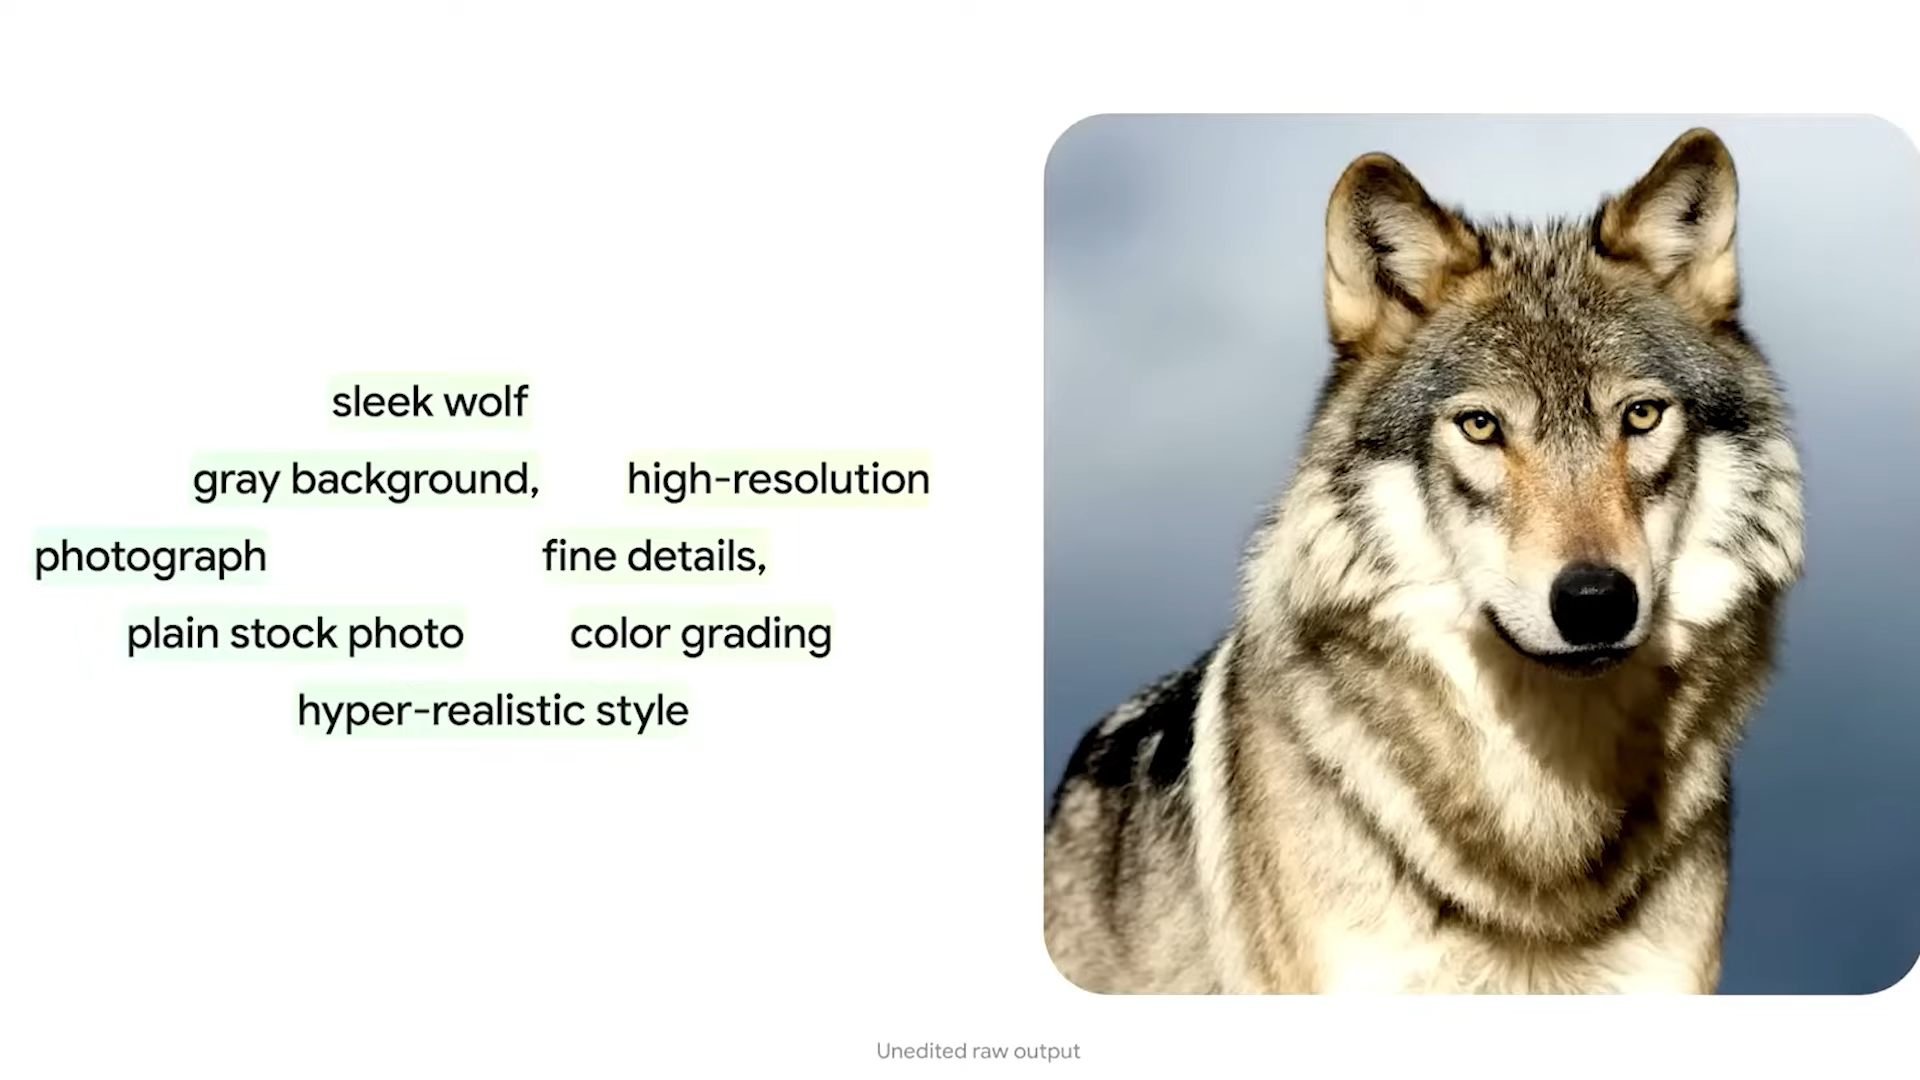 sleek wolf
gray background, high-resolution
photograph fine details,
plain stock photo color grading
hyper-realistic style
Unedited raw output